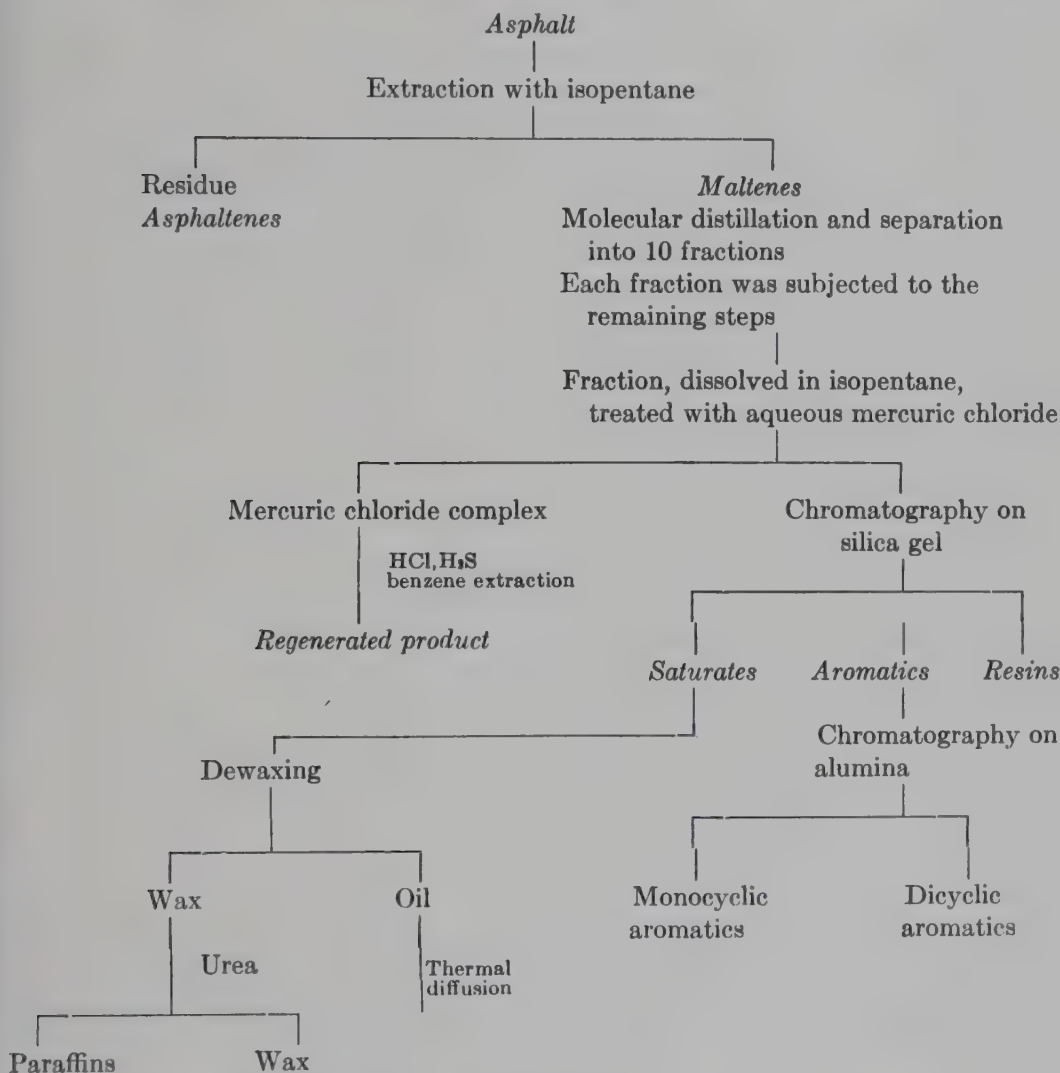 Asphalt
Extraction with isopentane
Residue
Asphaltenes
Maltenes
Molecular distillation and separation
into 10 fractions
Each fraction was subjected to the
remaining steps
Fraction, dissolved in isopentane,
treated with aqueous mercuric chloride
Mercuric chloride complex
HCl, H₂S
benzene extraction
Regenerated product
Chromatography on
silica gel
Saturates
Aromatics
Resins
Chromatography on
alumina
Monocyclic
aromatics
Dicyclic
aromatics
Dewaxing
Wax
Oil
Urea
Thermal
diffusion
Paraffins
Wax